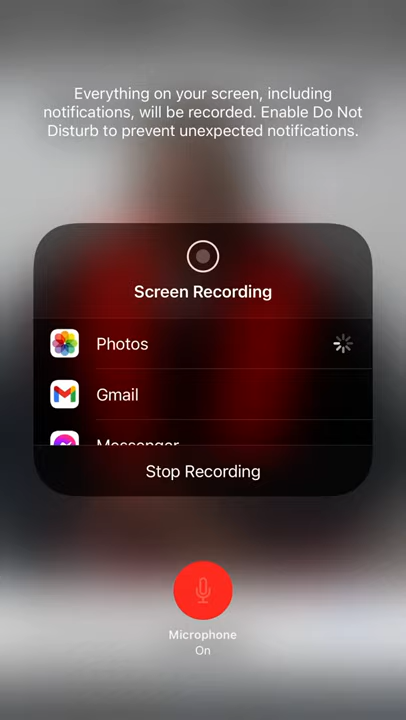 Everything on your screen, including
notifications, will be recorded. Enable Do Not
Disturb to prevent unexpected notifications.
Screen Recording
Photos
Gmail
Messenger
Stop Recording
Microphone
On